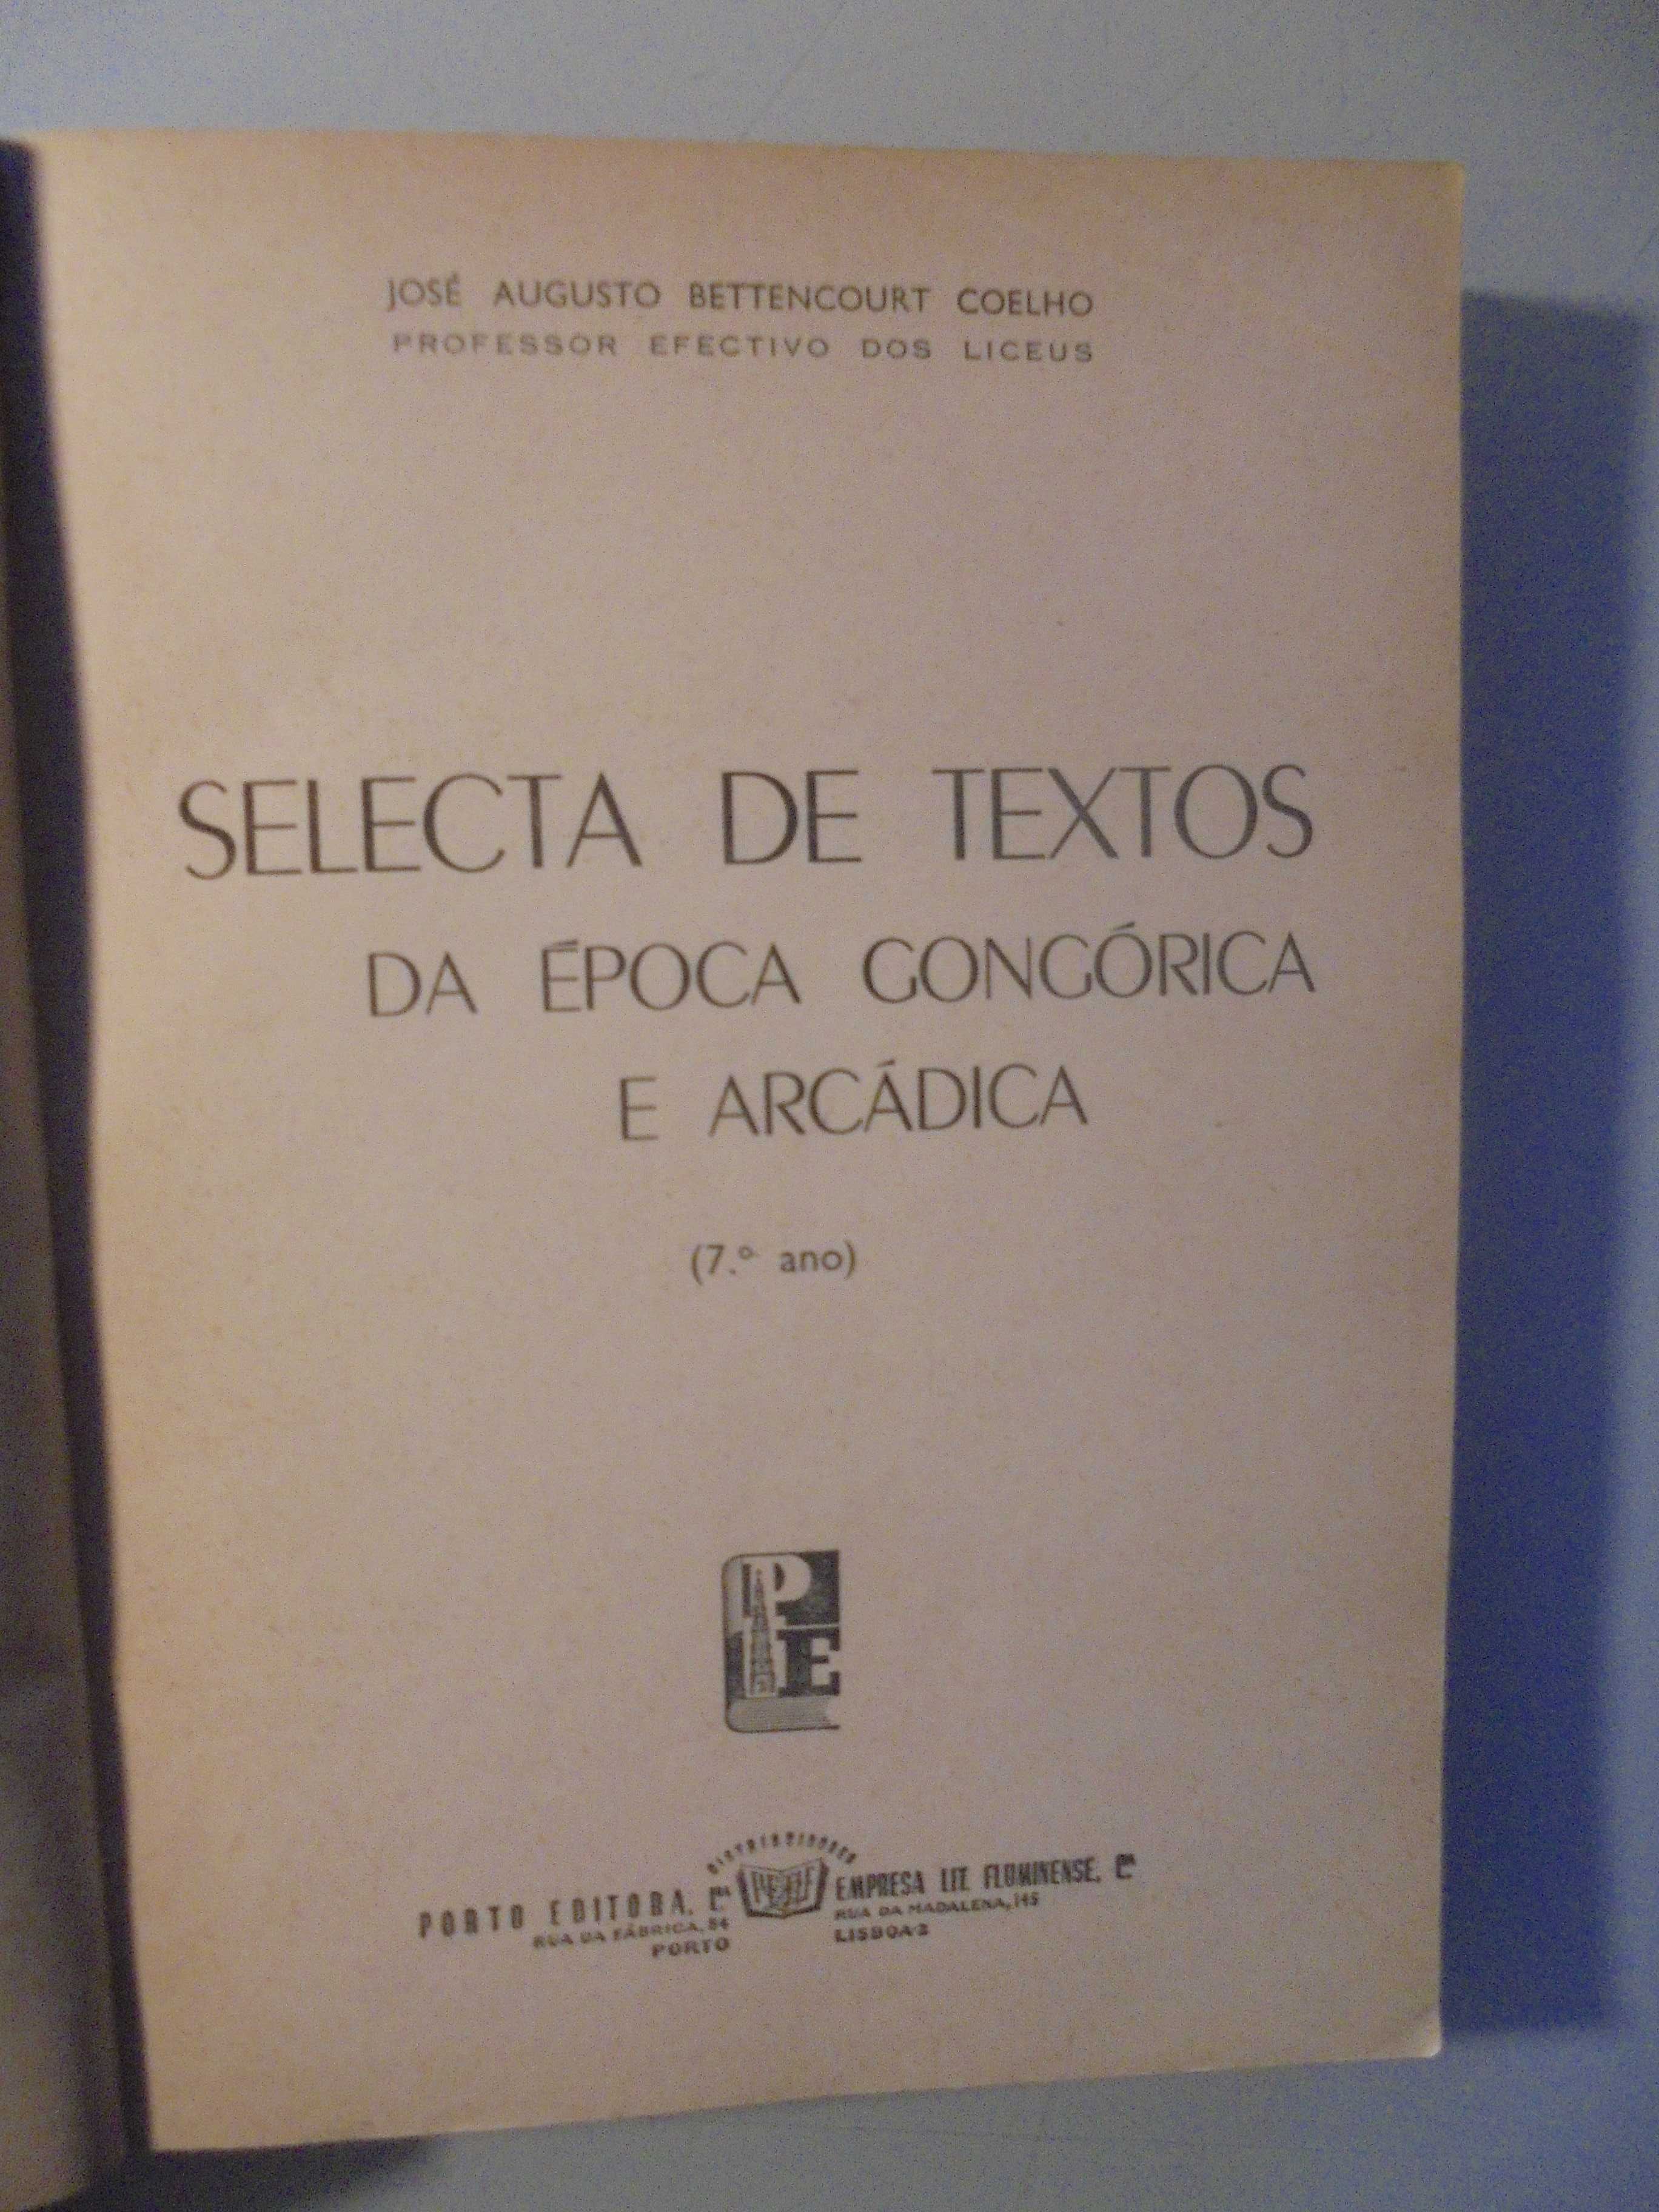 JOSÉ AUGUSTO BETTENCOURT COELHO
PROFESSOR EFECTIVO DOS LICEUS
SELECTA DE TEXTOS
DA ÉPOCA GONGÓRICA
E ARCÁDICA
(7.º ano)
PE
DISTRIBUIDORES
PORTO EDITORA, L.DA
RUA DA FÁBRICA, 84
PORTO
EMPRESA LIT. FLUMINENSE, L.DA
RUA DA MADALENA, 145
LISBOA-2